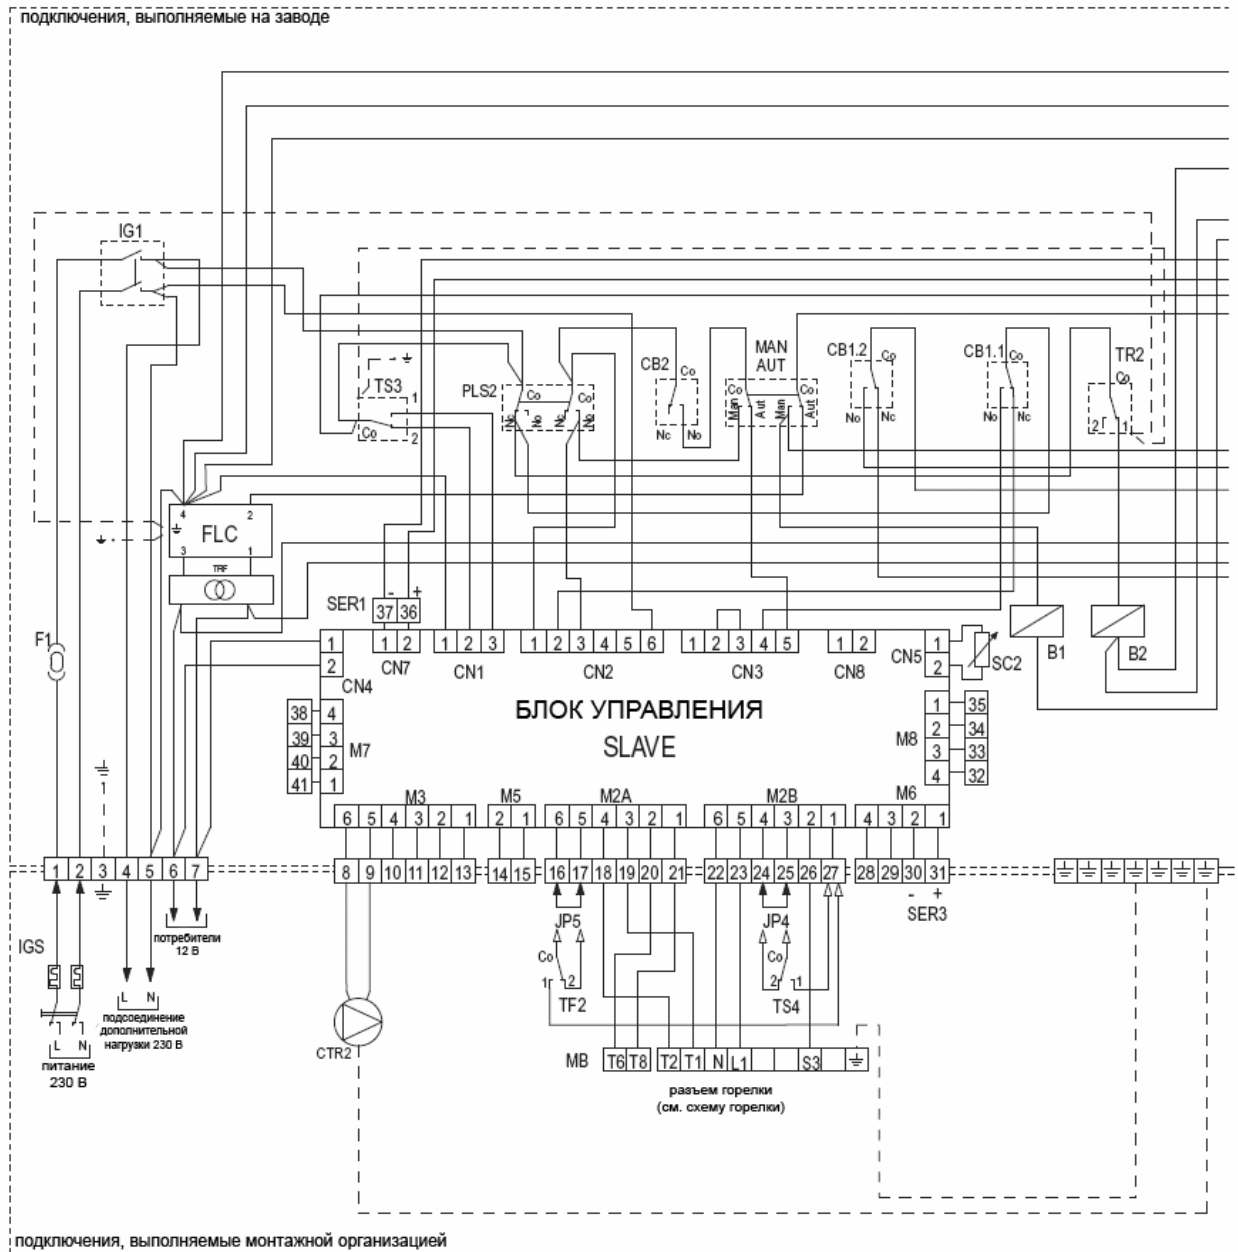 подключения, выполняемые на заводе
IG1
MAN
AUT
TS3
PLS2
CB2
CB1.2
CB1.1
TR2
Co
1
2
Co
Co
Nc
No
Nc
No
Co
Nc
No
Co
Co
Man
Aut
Man
Aut
Co
No
Nc
Co
No
Nc
Co
2
1
4
2
FLC
3
1
TRF
F1
SER1
- +
37 36
1 2
CN7
1 2 3
CN1
1 2 3 4 5 6
CN2
1 2 3 4 5
CN3
1 2
CN8
CN5
1
2
SC2
B1
B2
1
2
CN4
38 4
39 3
40 2
41 1
M7
БЛОК УПРАВЛЕНИЯ
SLAVE
M8
1 35
2 34
3 33
4 32
M3
M5
M2A
M2B
M6
6 5 4 3 2 1
2 1
6 5 4 3 2 1
6 5 4 3 2 1
4 3 2 1
1 2 3 4 5 6 7
8 9 10 11 12 13
14 15
16 17 18 19 20 21
22 23 24 25 26 27
28 29 30 31
- +
SER3
JP5
JP4
IGS
потребители
12 В
Co
1
2
TF2
Co
2
1
TS4
L N
подсоединение
дополнительной
нагрузки 230 В
L N
питание
230 В
CTR2
MB
T6 T8
T2 T1 N L1 S3
разъем горелки
(см. схему горелки)
подключения, выполняемые монтажной организацией